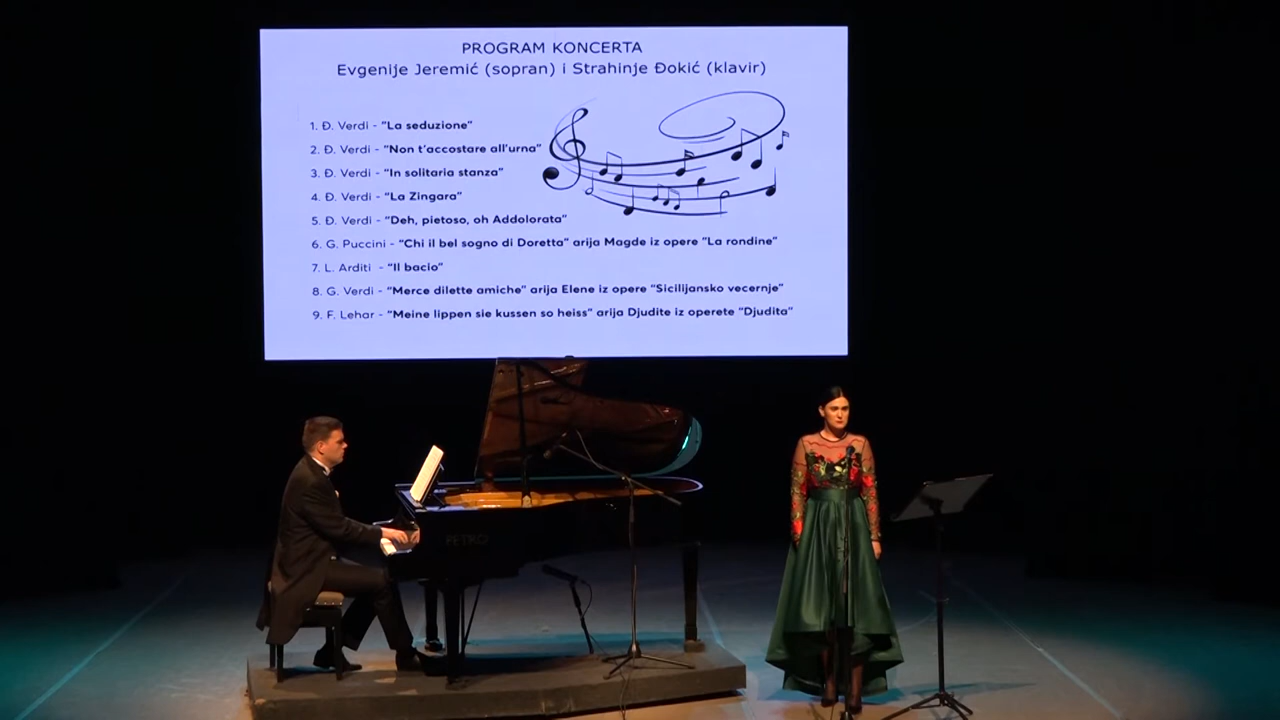 PROGRAM KONCERTA
Evgenije Jeremić (sopran) i Strahinje Đokić (klavir)
1. Đ. Verdi - "La seduzione"
2. Đ. Verdi - "Non t'accostare all'urna"
3. Đ. Verdi - "In solitaria stanza"
4. Đ. Verdi - "La Zingara"
5. Đ. Verdi - "Deh, pietoso, oh Addolorata"
6. G. Puccini - "Chi il bel sogno di Doretta" arija Magde iz opere "La rondine"
7. L. Arditi - "Il bacio"
8. G. Verdi - "Merce dilette amiche" arija Elene iz opere "Sicilijansko vecernje"
9. F. Lehar - "Meine lippen sie kussen so heiss" arija Djudite iz operete "Djudita"
PETROF